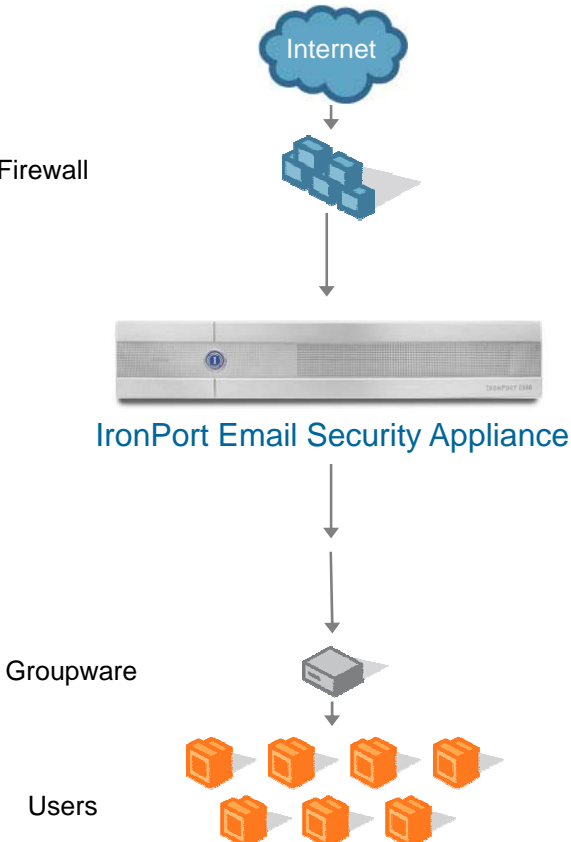 Internet
Firewall
IronPort Email Security Appliance
Groupware
Users